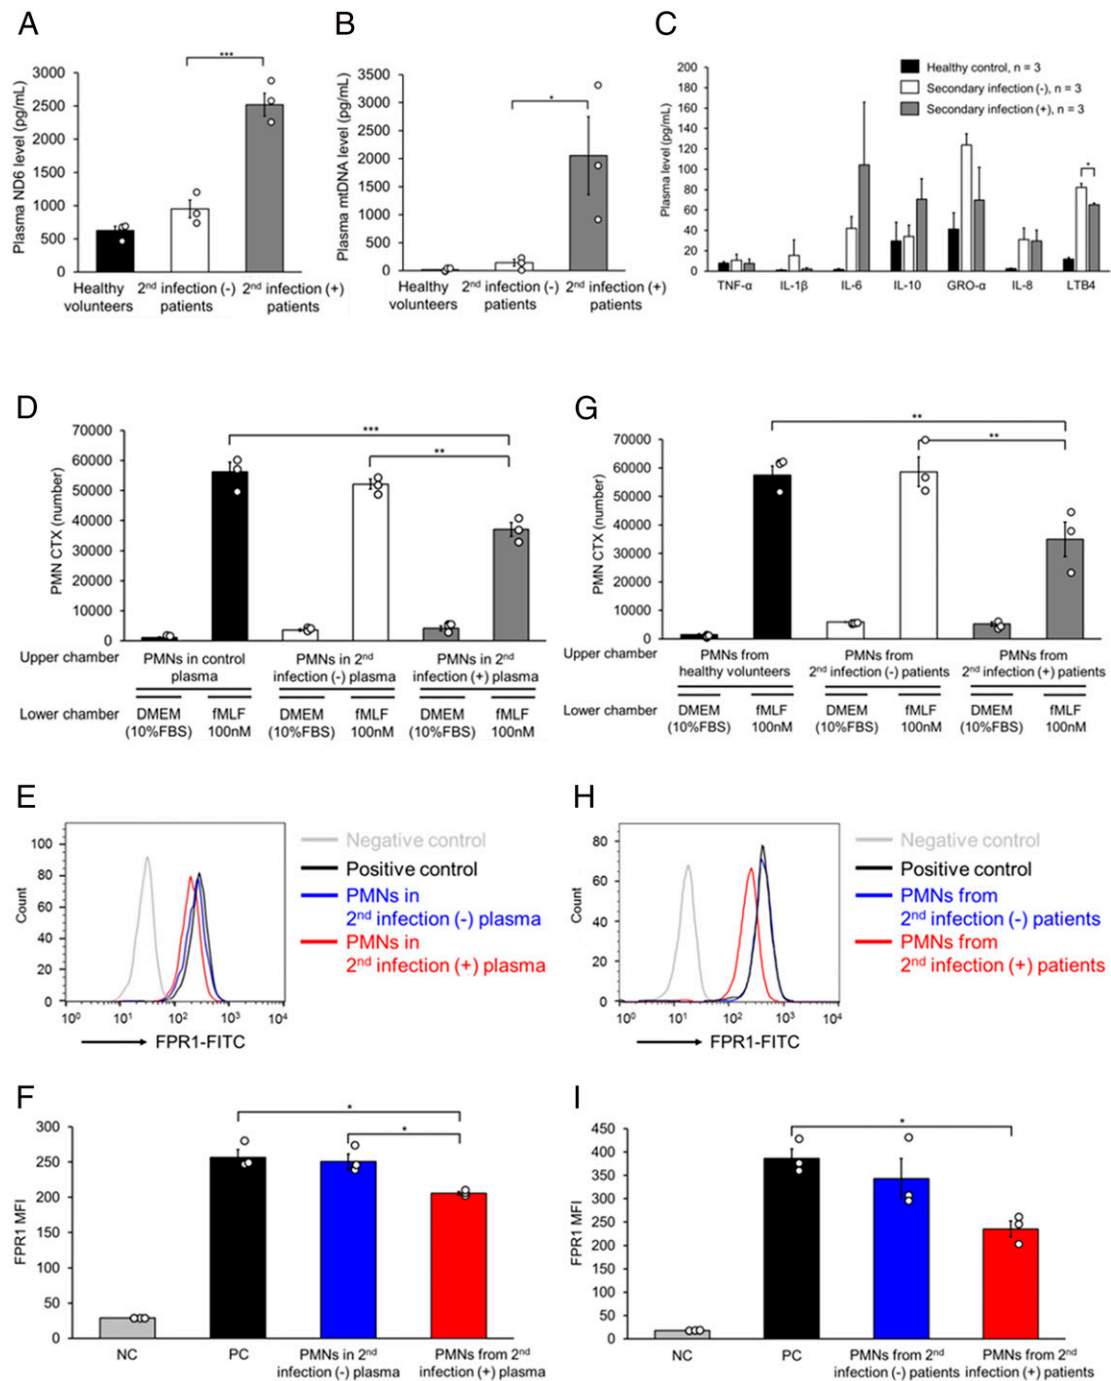 A
***
Plasma ND6 level (pg/mL)
3000
2500
2000
1500
1000
500
0
Healthy volunteers
2nd infection (-) patients
2nd infection (+) patients
B
*
Plasma mtDNA level (pg/mL)
3500
3000
2500
2000
1500
1000
500
0
Healthy volunteers
2nd infection (-) patients
2nd infection (+) patients
C
Healthy control, n = 3
Secondary infection (-), n = 3
Secondary infection (+), n = 3
Plasma level (pg/mL)
200
180
160
140
120
100
80
60
40
20
0
*
TNF-α IL-1β IL-6 IL-10 GRO-α IL-8 LTB4
D
***
**
PMN CTX (number)
70000
60000
50000
40000
30000
20000
10000
0
Upper chamber
PMNs in control plasma
PMNs in 2nd infection (-) plasma
PMNs in 2nd infection (+) plasma
Lower chamber
DMEM (10%FBS)
fMLF 100nM
DMEM (10%FBS)
fMLF 100nM
DMEM (10%FBS)
fMLF 100nM
G
**
**
PMN CTX (number)
70000
60000
50000
40000
30000
20000
10000
0
Upper chamber
PMNs from healthy volunteers
PMNs from 2nd infection (-) patients
PMNs from 2nd infection (+) patients
Lower chamber
DMEM (10%FBS)
fMLF 100nM
DMEM (10%FBS)
fMLF 100nM
DMEM (10%FBS)
fMLF 100nM
E
Count
100
80
60
40
20
0
10⁰ 10¹ 10² 10³ 10⁴
FPR1-FITC
Negative control
Positive control
PMNs in
2nd infection (-) plasma
PMNs in
2nd infection (+) plasma
H
Count
80
60
40
20
0
10⁰ 10¹ 10² 10³ 10⁴
FPR1-FITC
Negative control
Positive control
PMNs from
2nd infection (-) patients
PMNs from
2nd infection (+) patients
F
*
*
FPR1 MFI
300
250
200
150
100
50
0
NC
PC
PMNs in 2nd infection (-) plasma
PMNs from 2nd infection (+) plasma
I
*
FPR1 MFI
450
400
350
300
250
200
150
100
50
0
NC
PC
PMNs from 2nd infection (-) patients
PMNs from 2nd infection (+) patients